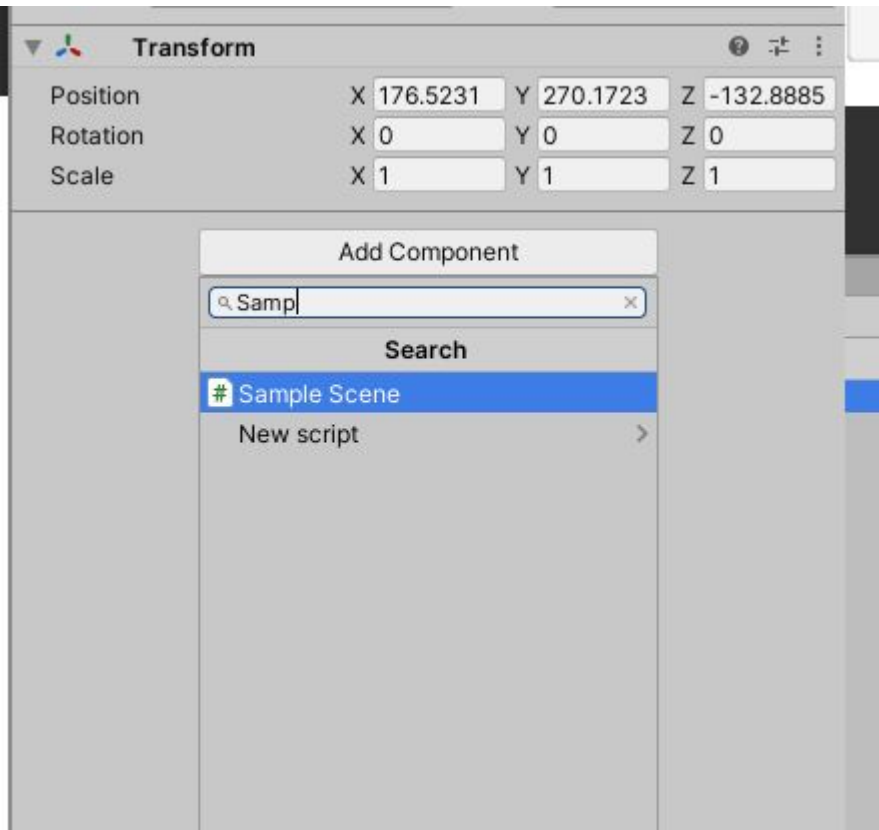 Transform
Position X 176.5231 Y 270.1723 Z -132.8885
Rotation X 0 Y 0 Z 0
Scale X 1 Y 1 Z 1
Add Component
Samp
Search
# Sample Scene
New script